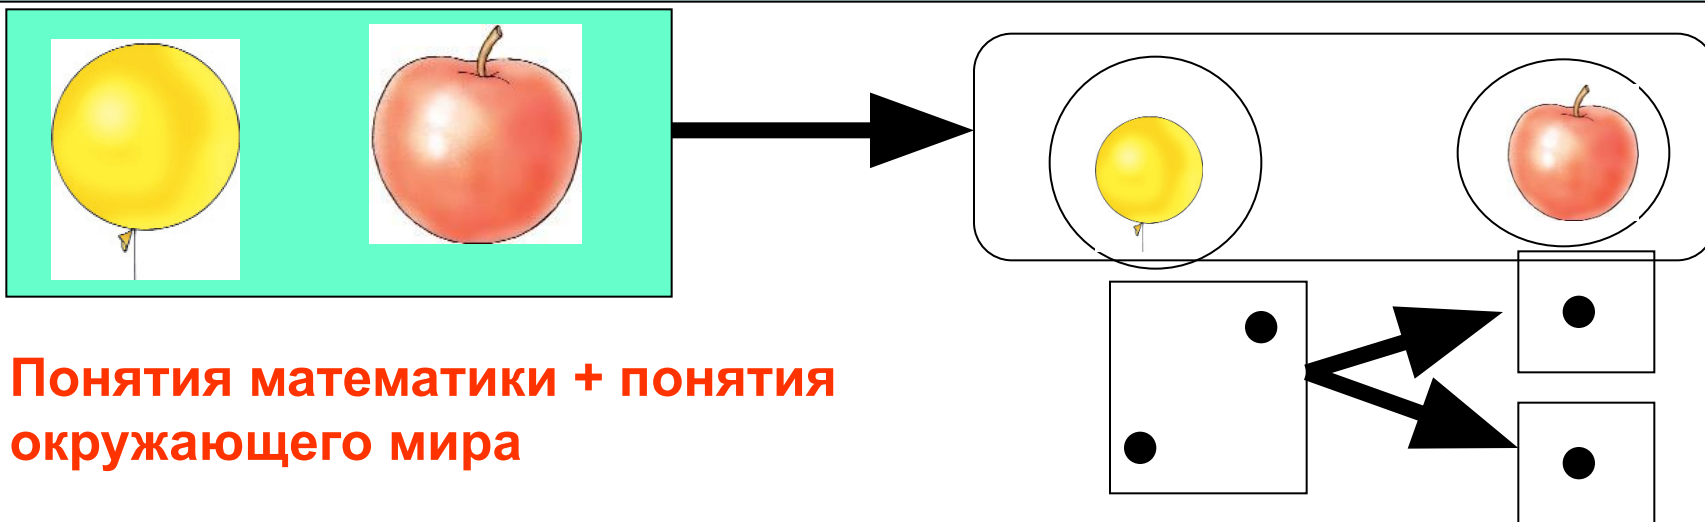 Понятия математики + понятия
окружающего мира